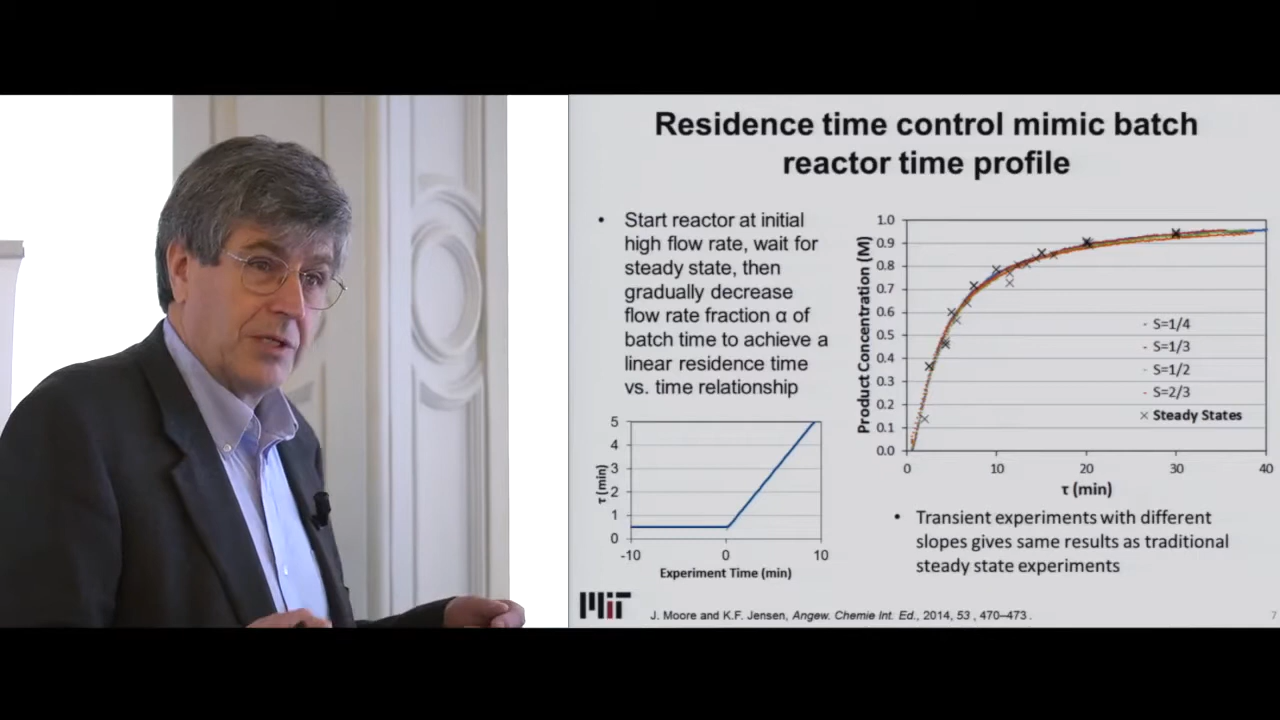 Residence time control mimic batch
reactor time profile
• Start reactor at initial
high flow rate, wait for
steady state, then
gradually decrease
flow rate fraction α of
batch time to achieve a
linear residence time
vs. time relationship
5
4
3
2
1
0
-10
0
10
τ (min)
Experiment Time (min)
1.0
0.9
0.8
0.7
0.6
0.5
0.4
0.3
0.2
0.1
0.0
0
10
20
30
40
Product Concentration (M)
τ (min)
- S=1/4
- S=1/3
- S=1/2
- S=2/3
× Steady States
• Transient experiments with different
slopes gives same results as traditional
steady state experiments
MIT
J. Moore and K.F. Jensen, Angew. Chemie Int. Ed., 2014, 53 , 470–473 .
7